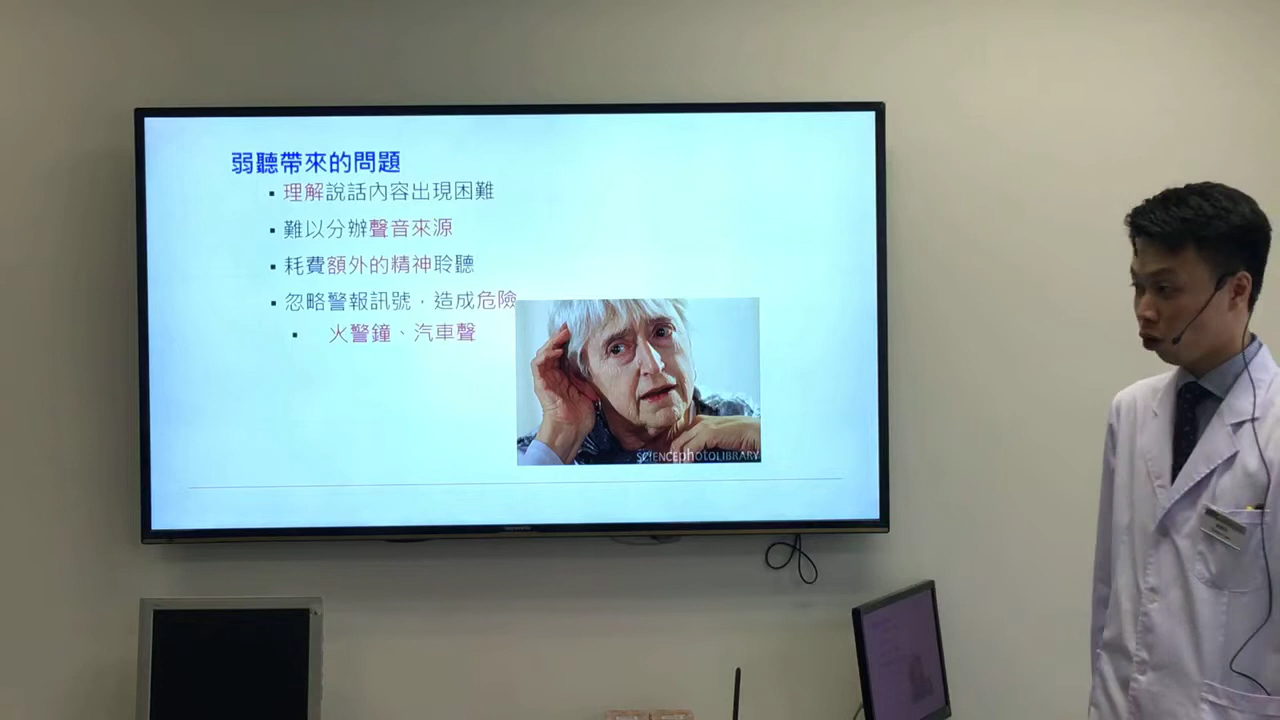 弱聽帶來的問題
▪ 理解說話內容出現困難
▪ 難以分辦聲音來源
▪ 耗費額外的精神聆聽
▪ 忽略警報訊號，造成危險
▪ 火警鐘、汽車聲
SCIENCEphotoLIBRARY